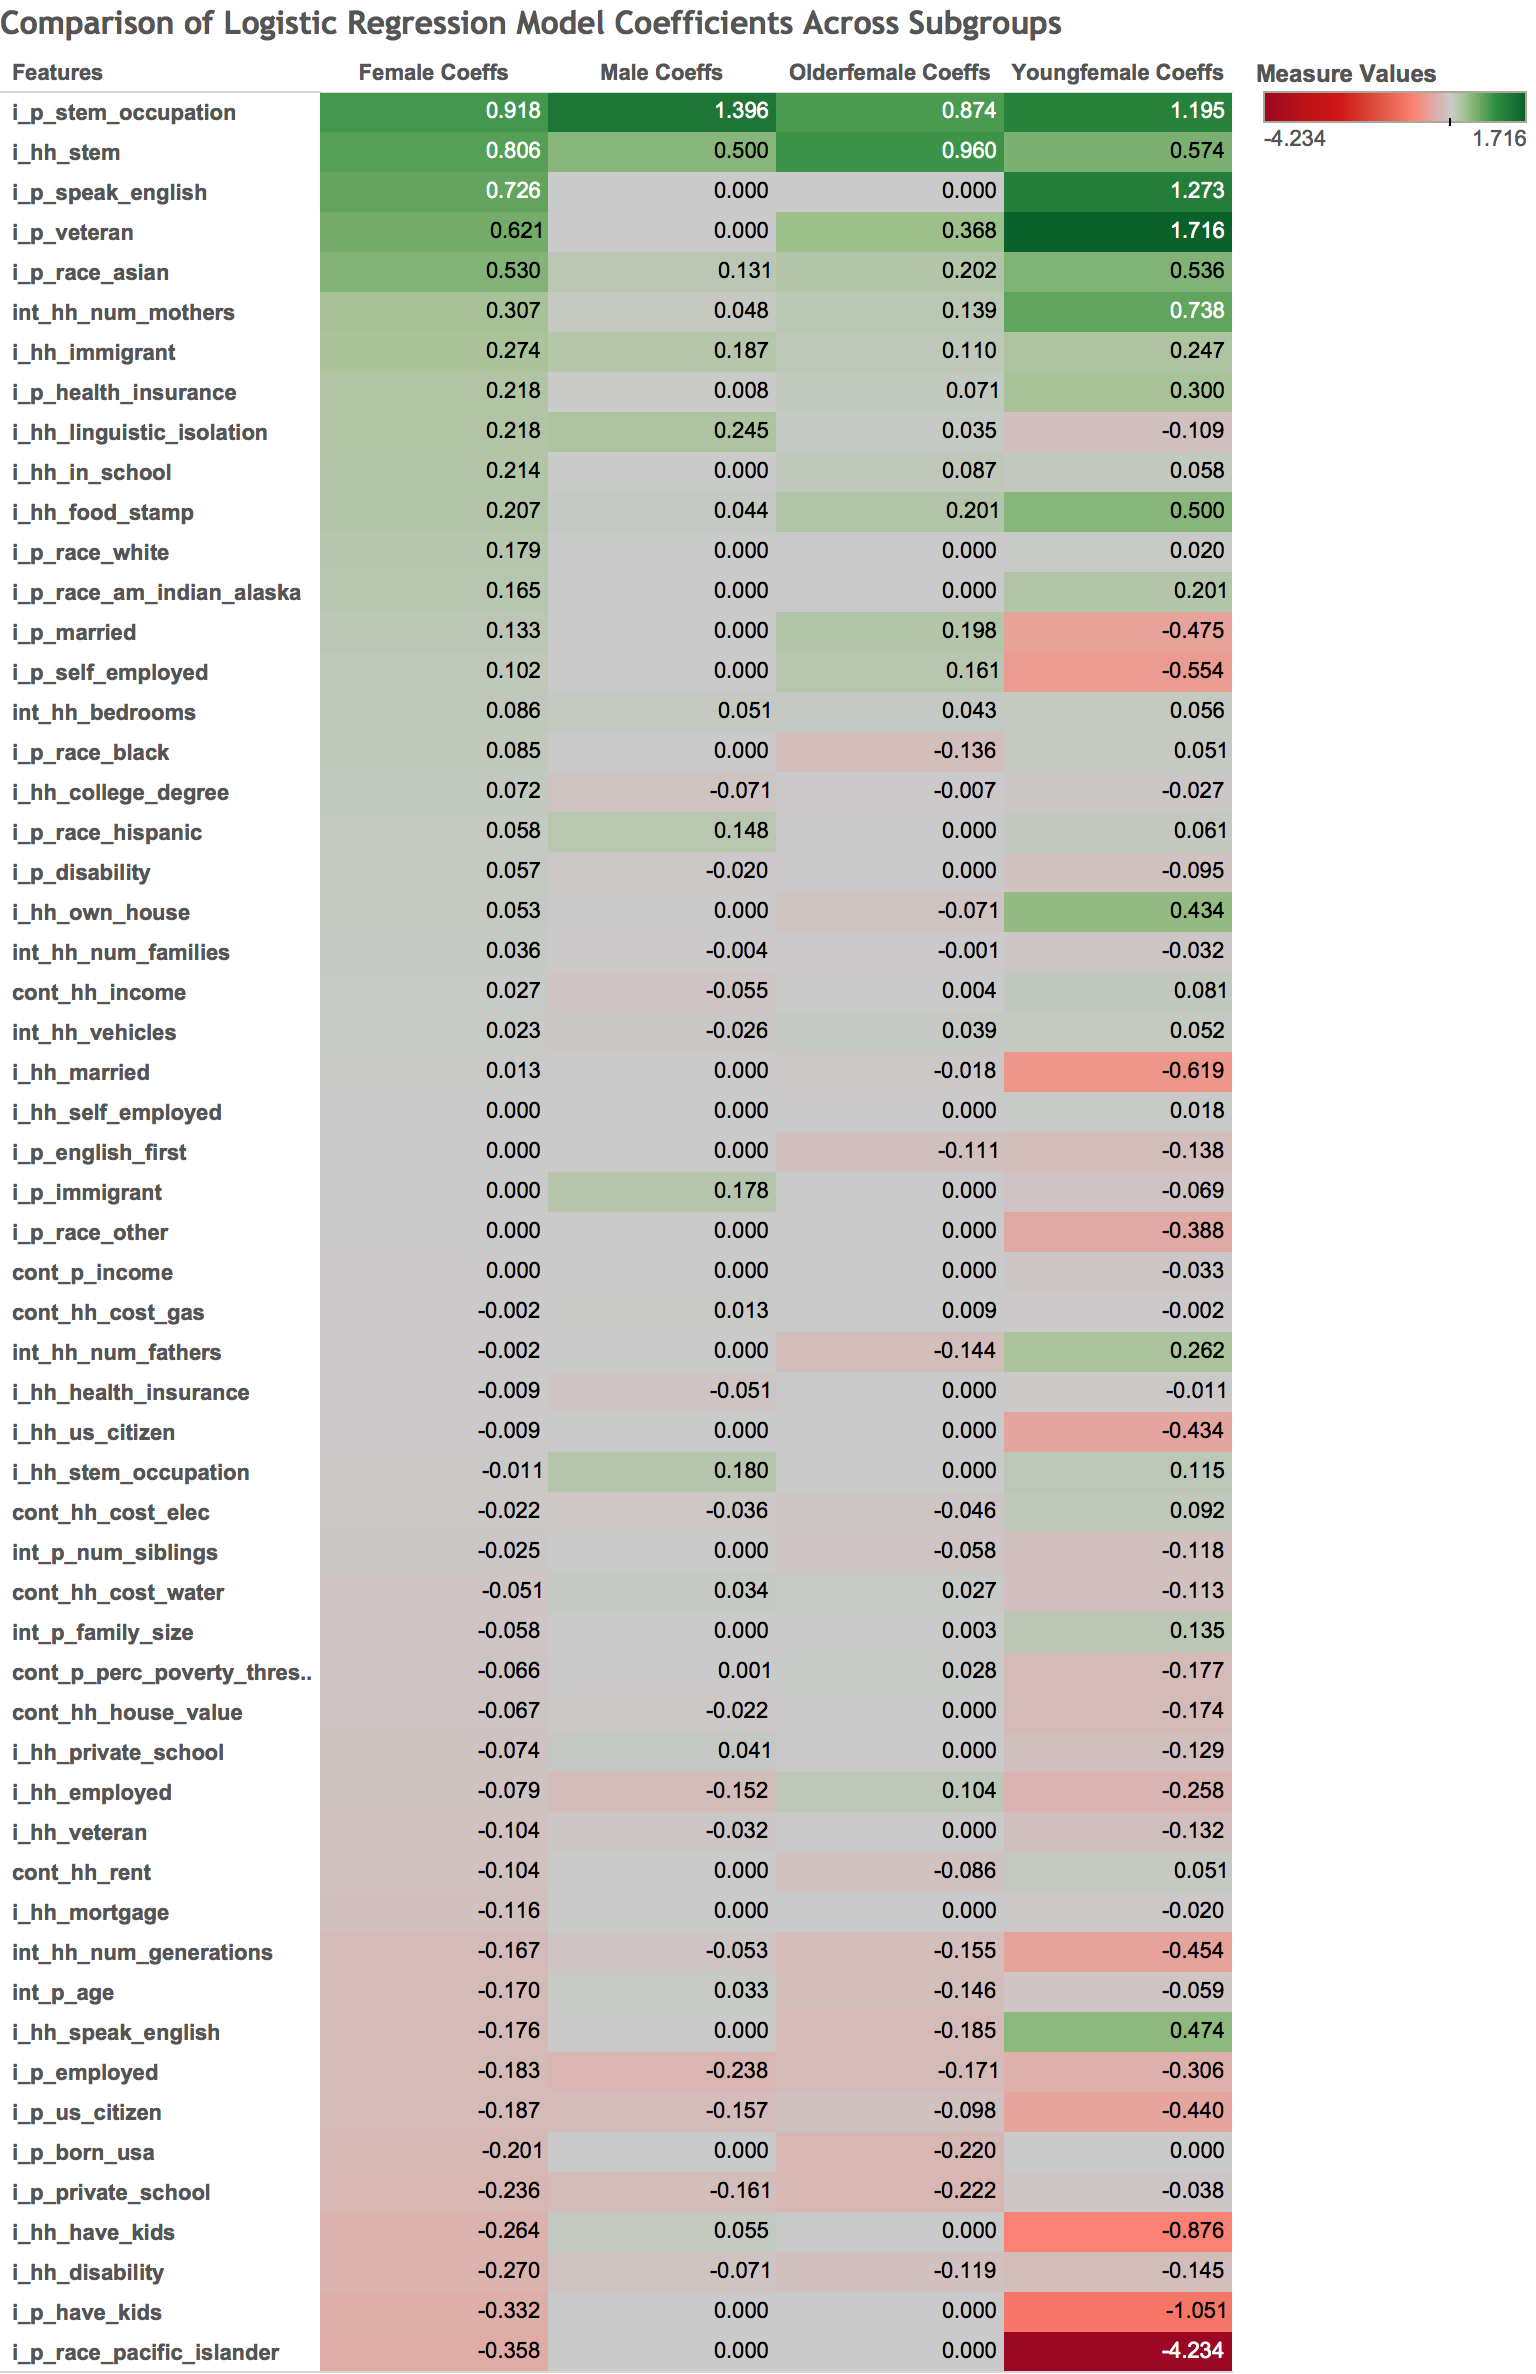 Comparison of Logistic Regression Model Coefficients Across Subgroups
Features Female Coeffs Male Coeffs Olderfemale Coeffs Youngfemale Coeffs Measure Values
i_p_stem_occupation 0.918 1.396 0.874 1.195
-4.234 1.716
i_hh_stem 0.806 0.500 0.960 0.574
i_p_speak_english 0.726 0.000 0.000 1.273
i_p_veteran 0.621 0.000 0.368 1.716
i_p_race_asian 0.530 0.131 0.202 0.536
int_hh_num_mothers 0.307 0.048 0.139 0.738
i_hh_immigrant 0.274 0.187 0.110 0.247
i_p_health_insurance 0.218 0.008 0.071 0.300
i_hh_linguistic_isolation 0.218 0.245 0.035 -0.109
i_hh_in_school 0.214 0.000 0.087 0.058
i_hh_food_stamp 0.207 0.044 0.201 0.500
i_p_race_white 0.179 0.000 0.000 0.020
i_p_race_am_indian_alaska 0.165 0.000 0.000 0.201
i_p_married 0.133 0.000 0.198 -0.475
i_p_self_employed 0.102 0.000 0.161 -0.554
int_hh_bedrooms 0.086 0.051 0.043 0.056
i_p_race_black 0.085 0.000 -0.136 0.051
i_hh_college_degree 0.072 -0.071 -0.007 -0.027
i_p_race_hispanic 0.058 0.148 0.000 0.061
i_p_disability 0.057 -0.020 0.000 -0.095
i_hh_own_house 0.053 0.000 -0.071 0.434
int_hh_num_families 0.036 -0.004 -0.001 -0.032
cont_hh_income 0.027 -0.055 0.004 0.081
int_hh_vehicles 0.023 -0.026 0.039 0.052
i_hh_married 0.013 0.000 -0.018 -0.619
i_hh_self_employed 0.000 0.000 0.000 0.018
i_p_english_first 0.000 0.000 -0.111 -0.138
i_p_immigrant 0.000 0.178 0.000 -0.069
i_p_race_other 0.000 0.000 0.000 -0.388
cont_p_income 0.000 0.000 0.000 -0.033
cont_hh_cost_gas -0.002 0.013 0.009 -0.002
int_hh_num_fathers -0.002 0.000 -0.144 0.262
i_hh_health_insurance -0.009 -0.051 0.000 -0.011
i_hh_us_citizen -0.009 0.000 0.000 -0.434
i_hh_stem_occupation -0.011 0.180 0.000 0.115
cont_hh_cost_elec -0.022 -0.036 -0.046 0.092
int_p_num_siblings -0.025 0.000 -0.058 -0.118
cont_hh_cost_water -0.051 0.034 0.027 -0.113
int_p_family_size -0.058 0.000 0.003 0.135
cont_p_perc_poverty_thres.. -0.066 0.001 0.028 -0.177
cont_hh_house_value -0.067 -0.022 0.000 -0.174
i_hh_private_school -0.074 0.041 0.000 -0.129
i_hh_employed -0.079 -0.152 0.104 -0.258
i_hh_veteran -0.104 -0.032 0.000 -0.132
cont_hh_rent -0.104 0.000 -0.086 0.051
i_hh_mortgage -0.116 0.000 0.000 -0.020
int_hh_num_generations -0.167 -0.053 -0.155 -0.454
int_p_age -0.170 0.033 -0.146 -0.059
i_hh_speak_english -0.176 0.000 -0.185 0.474
i_p_employed -0.183 -0.238 -0.171 -0.306
i_p_us_citizen -0.187 -0.157 -0.098 -0.440
i_p_born_usa -0.201 0.000 -0.220 0.000
i_p_private_school -0.236 -0.161 -0.222 -0.038
i_hh_have_kids -0.264 0.055 0.000 -0.876
i_hh_disability -0.270 -0.071 -0.119 -0.145
i_p_have_kids -0.332 0.000 0.000 -1.051
i_p_race_pacific_islander -0.358 0.000 0.000 -4.234